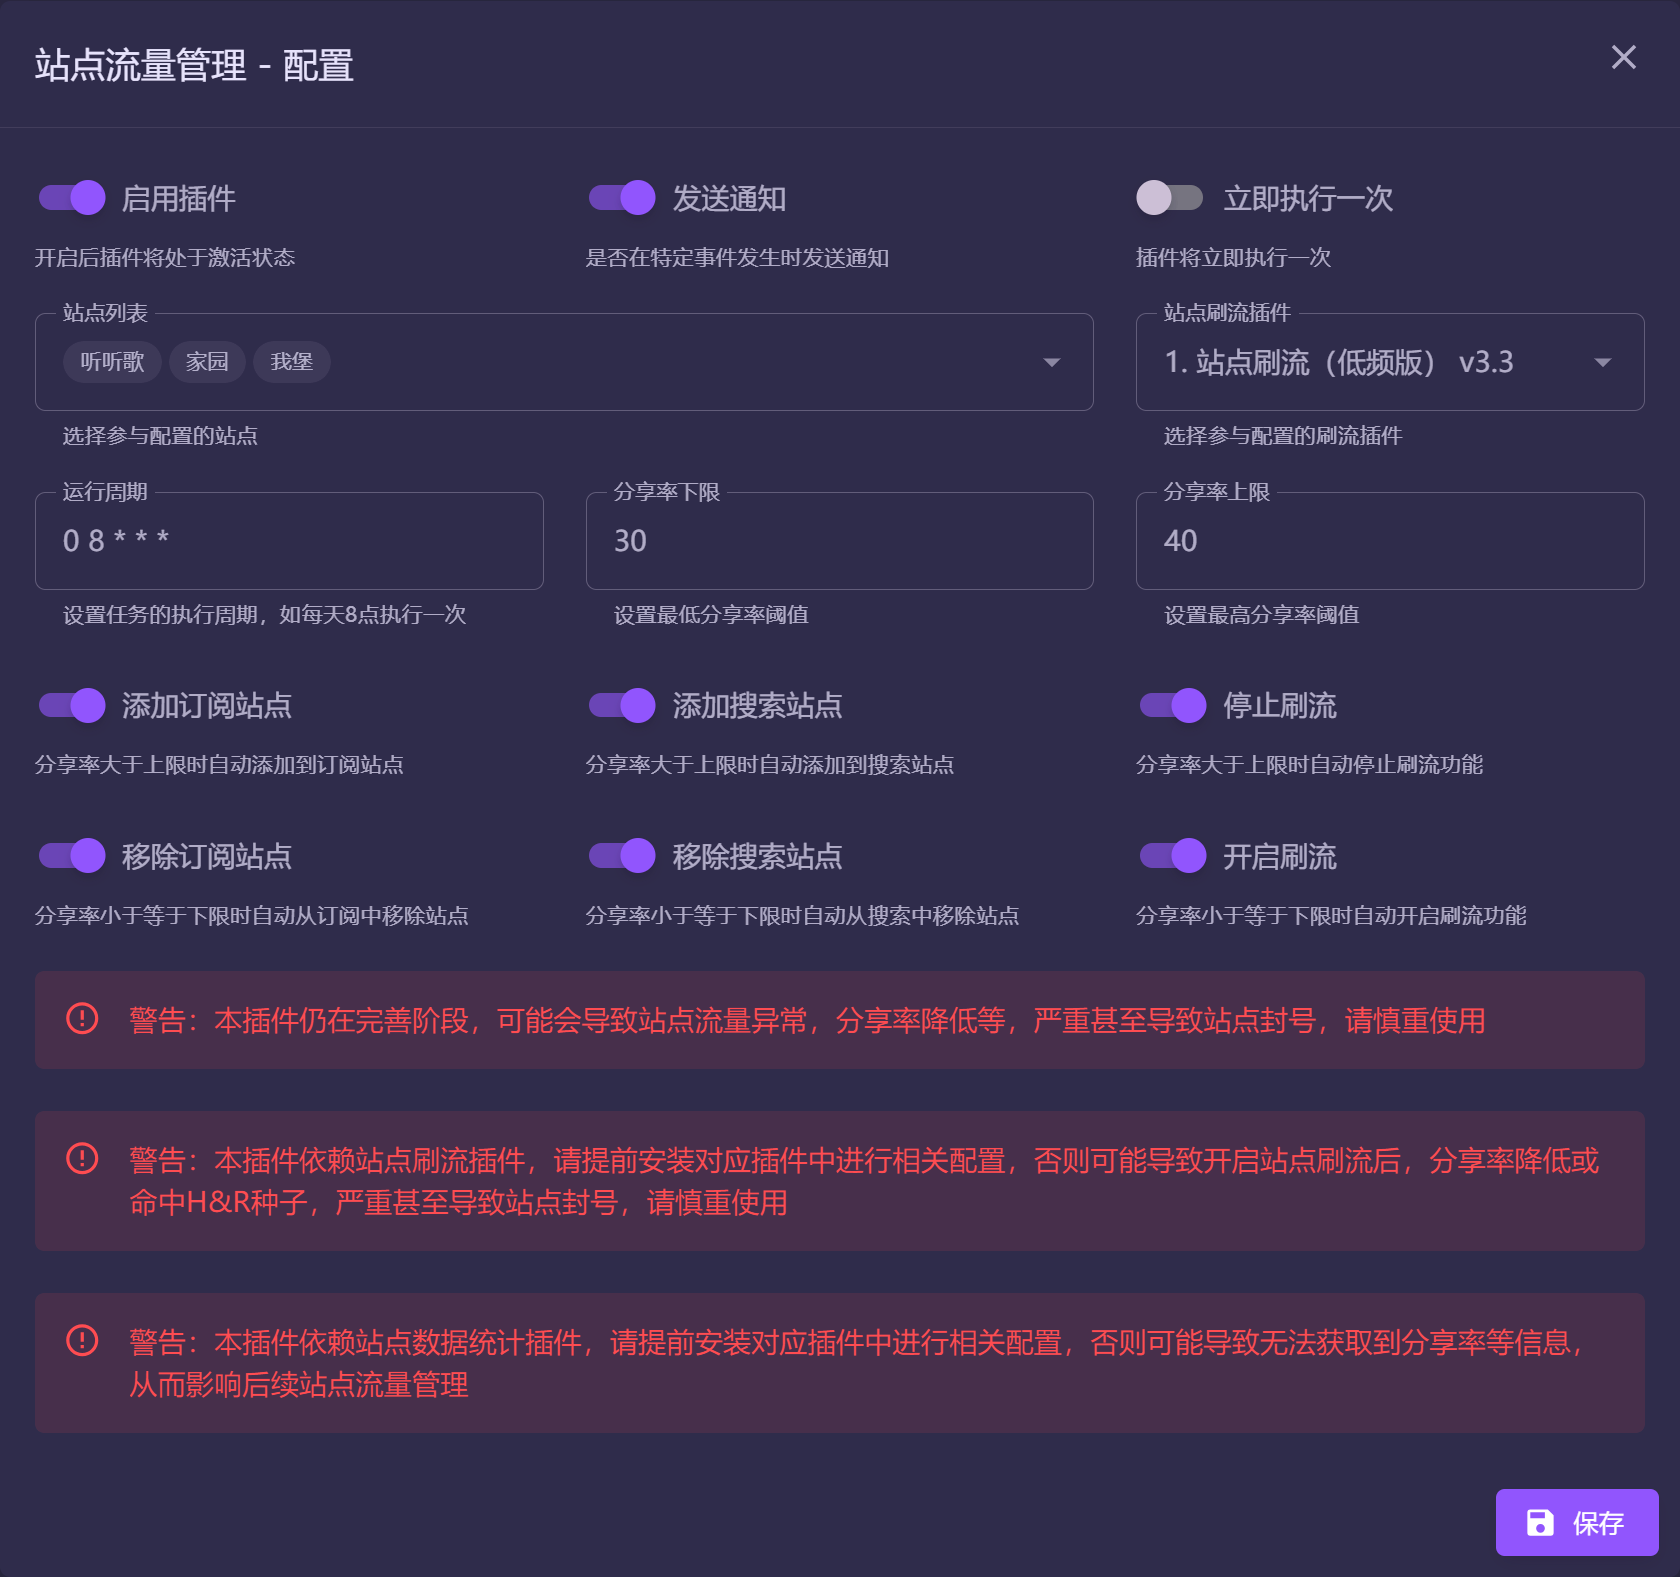 站点流量管理 - 配置
启用插件
发送通知
立即执行一次
开启后插件将处于激活状态
是否在特定事件发生时发送通知
插件将立即执行一次
站点列表
站点刷流插件
听听歌 家园 我堡
1. 站点刷流（低频版） v3.3
选择参与配置的站点
选择参与配置的刷流插件
运行周期
分享率下限
分享率上限
0 8 * * *
30
40
设置任务的执行周期，如每天8点执行一次
设置最低分享率阈值
设置最高分享率阈值
添加订阅站点
添加搜索站点
停止刷流
分享率大于上限时自动添加到订阅站点
分享率大于上限时自动添加到搜索站点
分享率大于上限时自动停止刷流功能
移除订阅站点
移除搜索站点
开启刷流
分享率小于等于下限时自动从订阅中移除站点
分享率小于等于下限时自动从搜索中移除站点
分享率小于等于下限时自动开启刷流功能
警告：本插件仍在完善阶段，可能会导致站点流量异常，分享率降低等，严重甚至导致站点封号，请慎重使用
警告：本插件依赖站点刷流插件，请提前安装对应插件中进行相关配置，否则可能导致开启站点刷流后，分享率降低或
命中H&R种子，严重甚至导致站点封号，请慎重使用
警告：本插件依赖站点数据统计插件，请提前安装对应插件中进行相关配置，否则可能导致无法获取到分享率等信息，
从而影响后续站点流量管理
保存